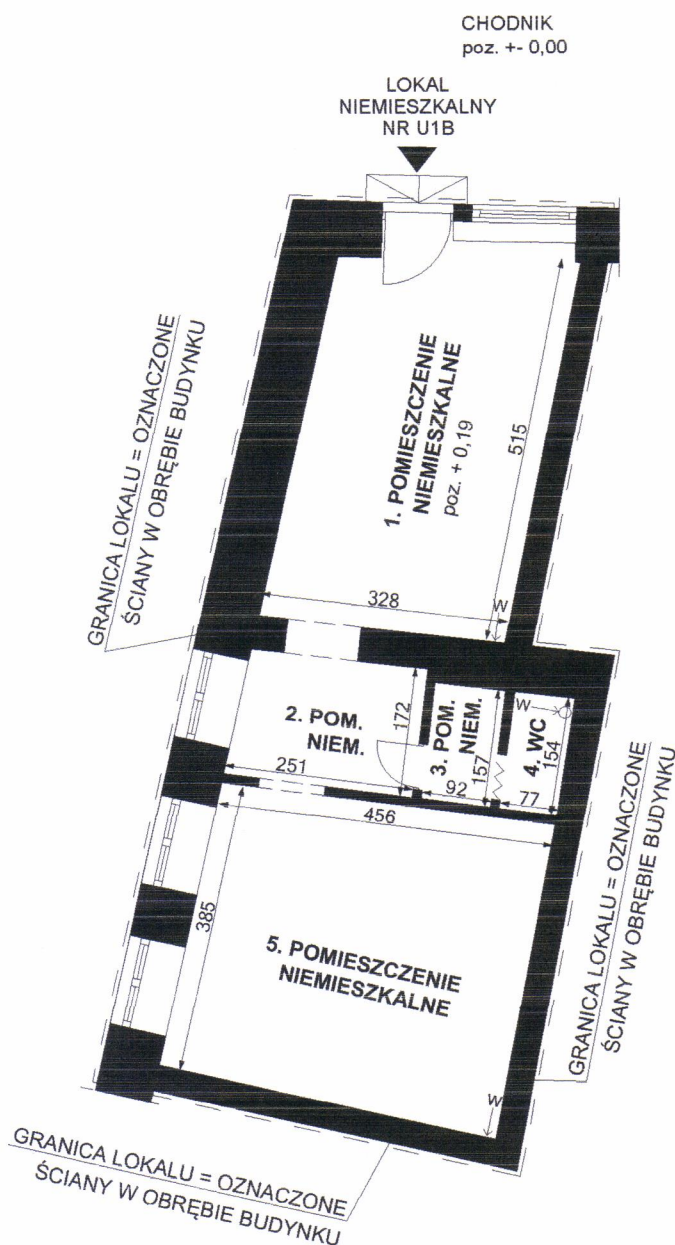 CHODNIK
poz. +- 0,00
LOKAL
NIEMIESZKALNY
NR U1B
GRANICA LOKALU = OZNACZONE
ŚCIANY W OBRĘBIE BUDYNKU
1. POMIESZCZENIE
NIEMIESZKALNE
poz. + 0,19
515
328
w
2. POM.
NIEM.
172
251
3. POM.
NIEM.
157
92
w
4. WC
154
77
456
385
5. POMIESZCZENIE
NIEMIESZKALNE
w
GRANICA LOKALU = OZNACZONE
ŚCIANY W OBRĘBIE BUDYNKU
GRANICA LOKALU = OZNACZONE
ŚCIANY W OBRĘBIE BUDYNKU